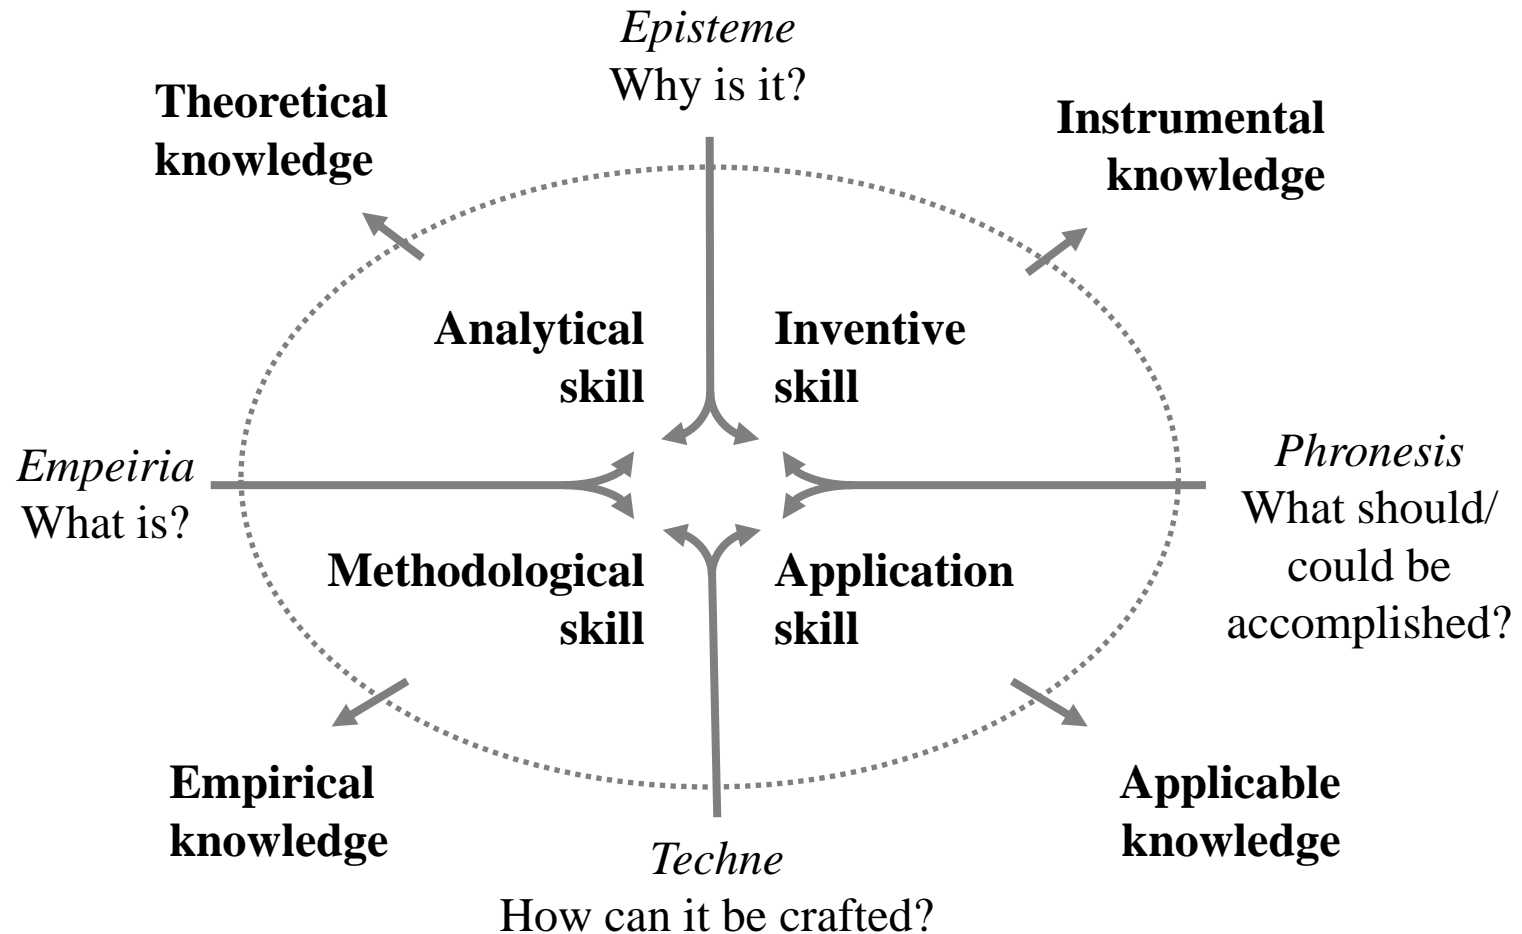 Episteme
Why is it?
Theoretical
knowledge
Instrumental
knowledge
Analytical
skill
Inventive
skill
Empeiria
What is?
Phronesis
What should/
could be
accomplished?
Methodological
skill
Application
skill
Empirical
knowledge
Applicable
knowledge
Techne
How can it be crafted?